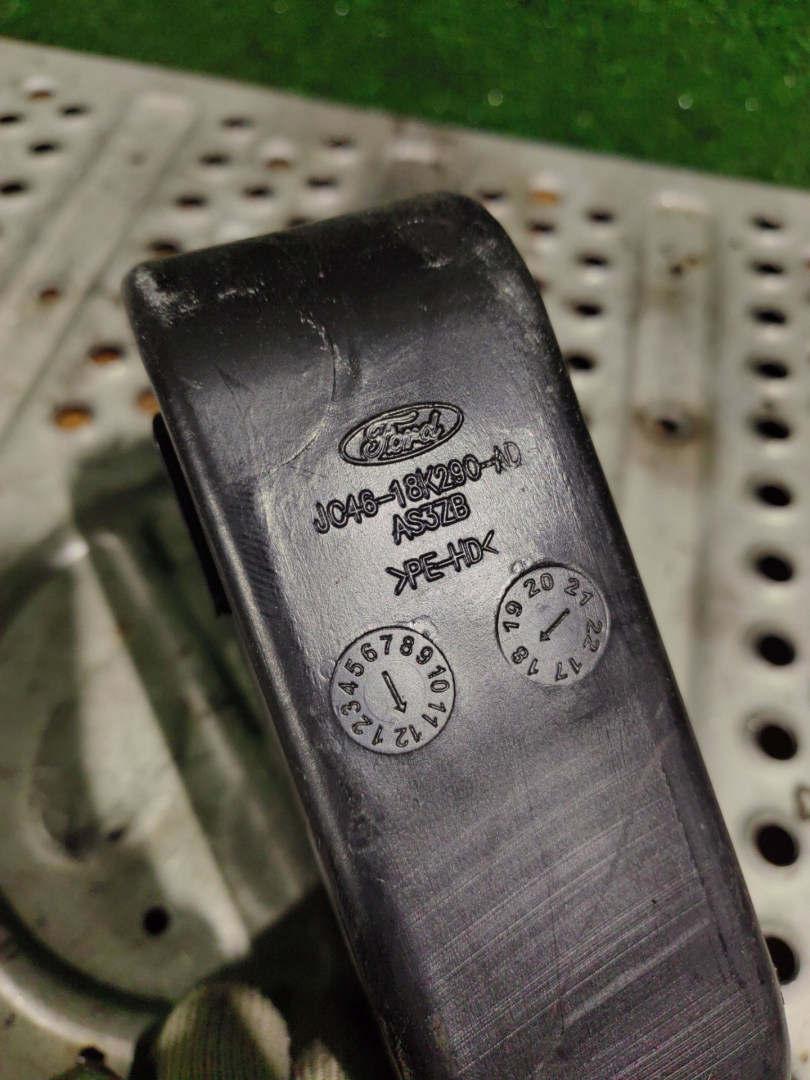 Ford
JC46-18K290-AD
AS3ZB
>PE-HD<
17 18 19 20 21 22
1 2 3 4 5 6 7 8 9 10 11 12